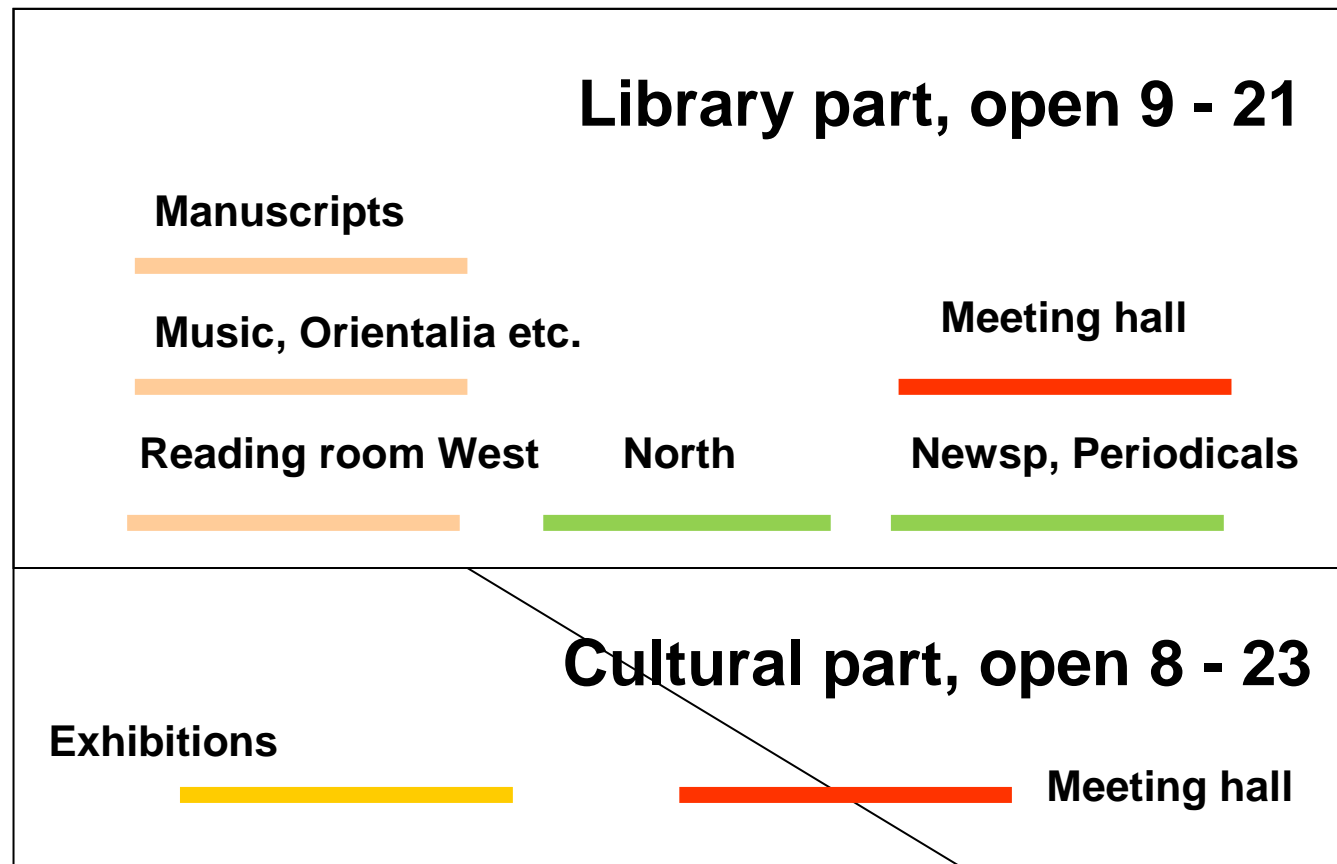 Library part, open 9 - 21
Manuscripts
Music, Orientalia etc.
Meeting hall
Reading room West North Newsp, Periodicals
Cultural part, open 8 - 23
Exhibitions
Meeting hall